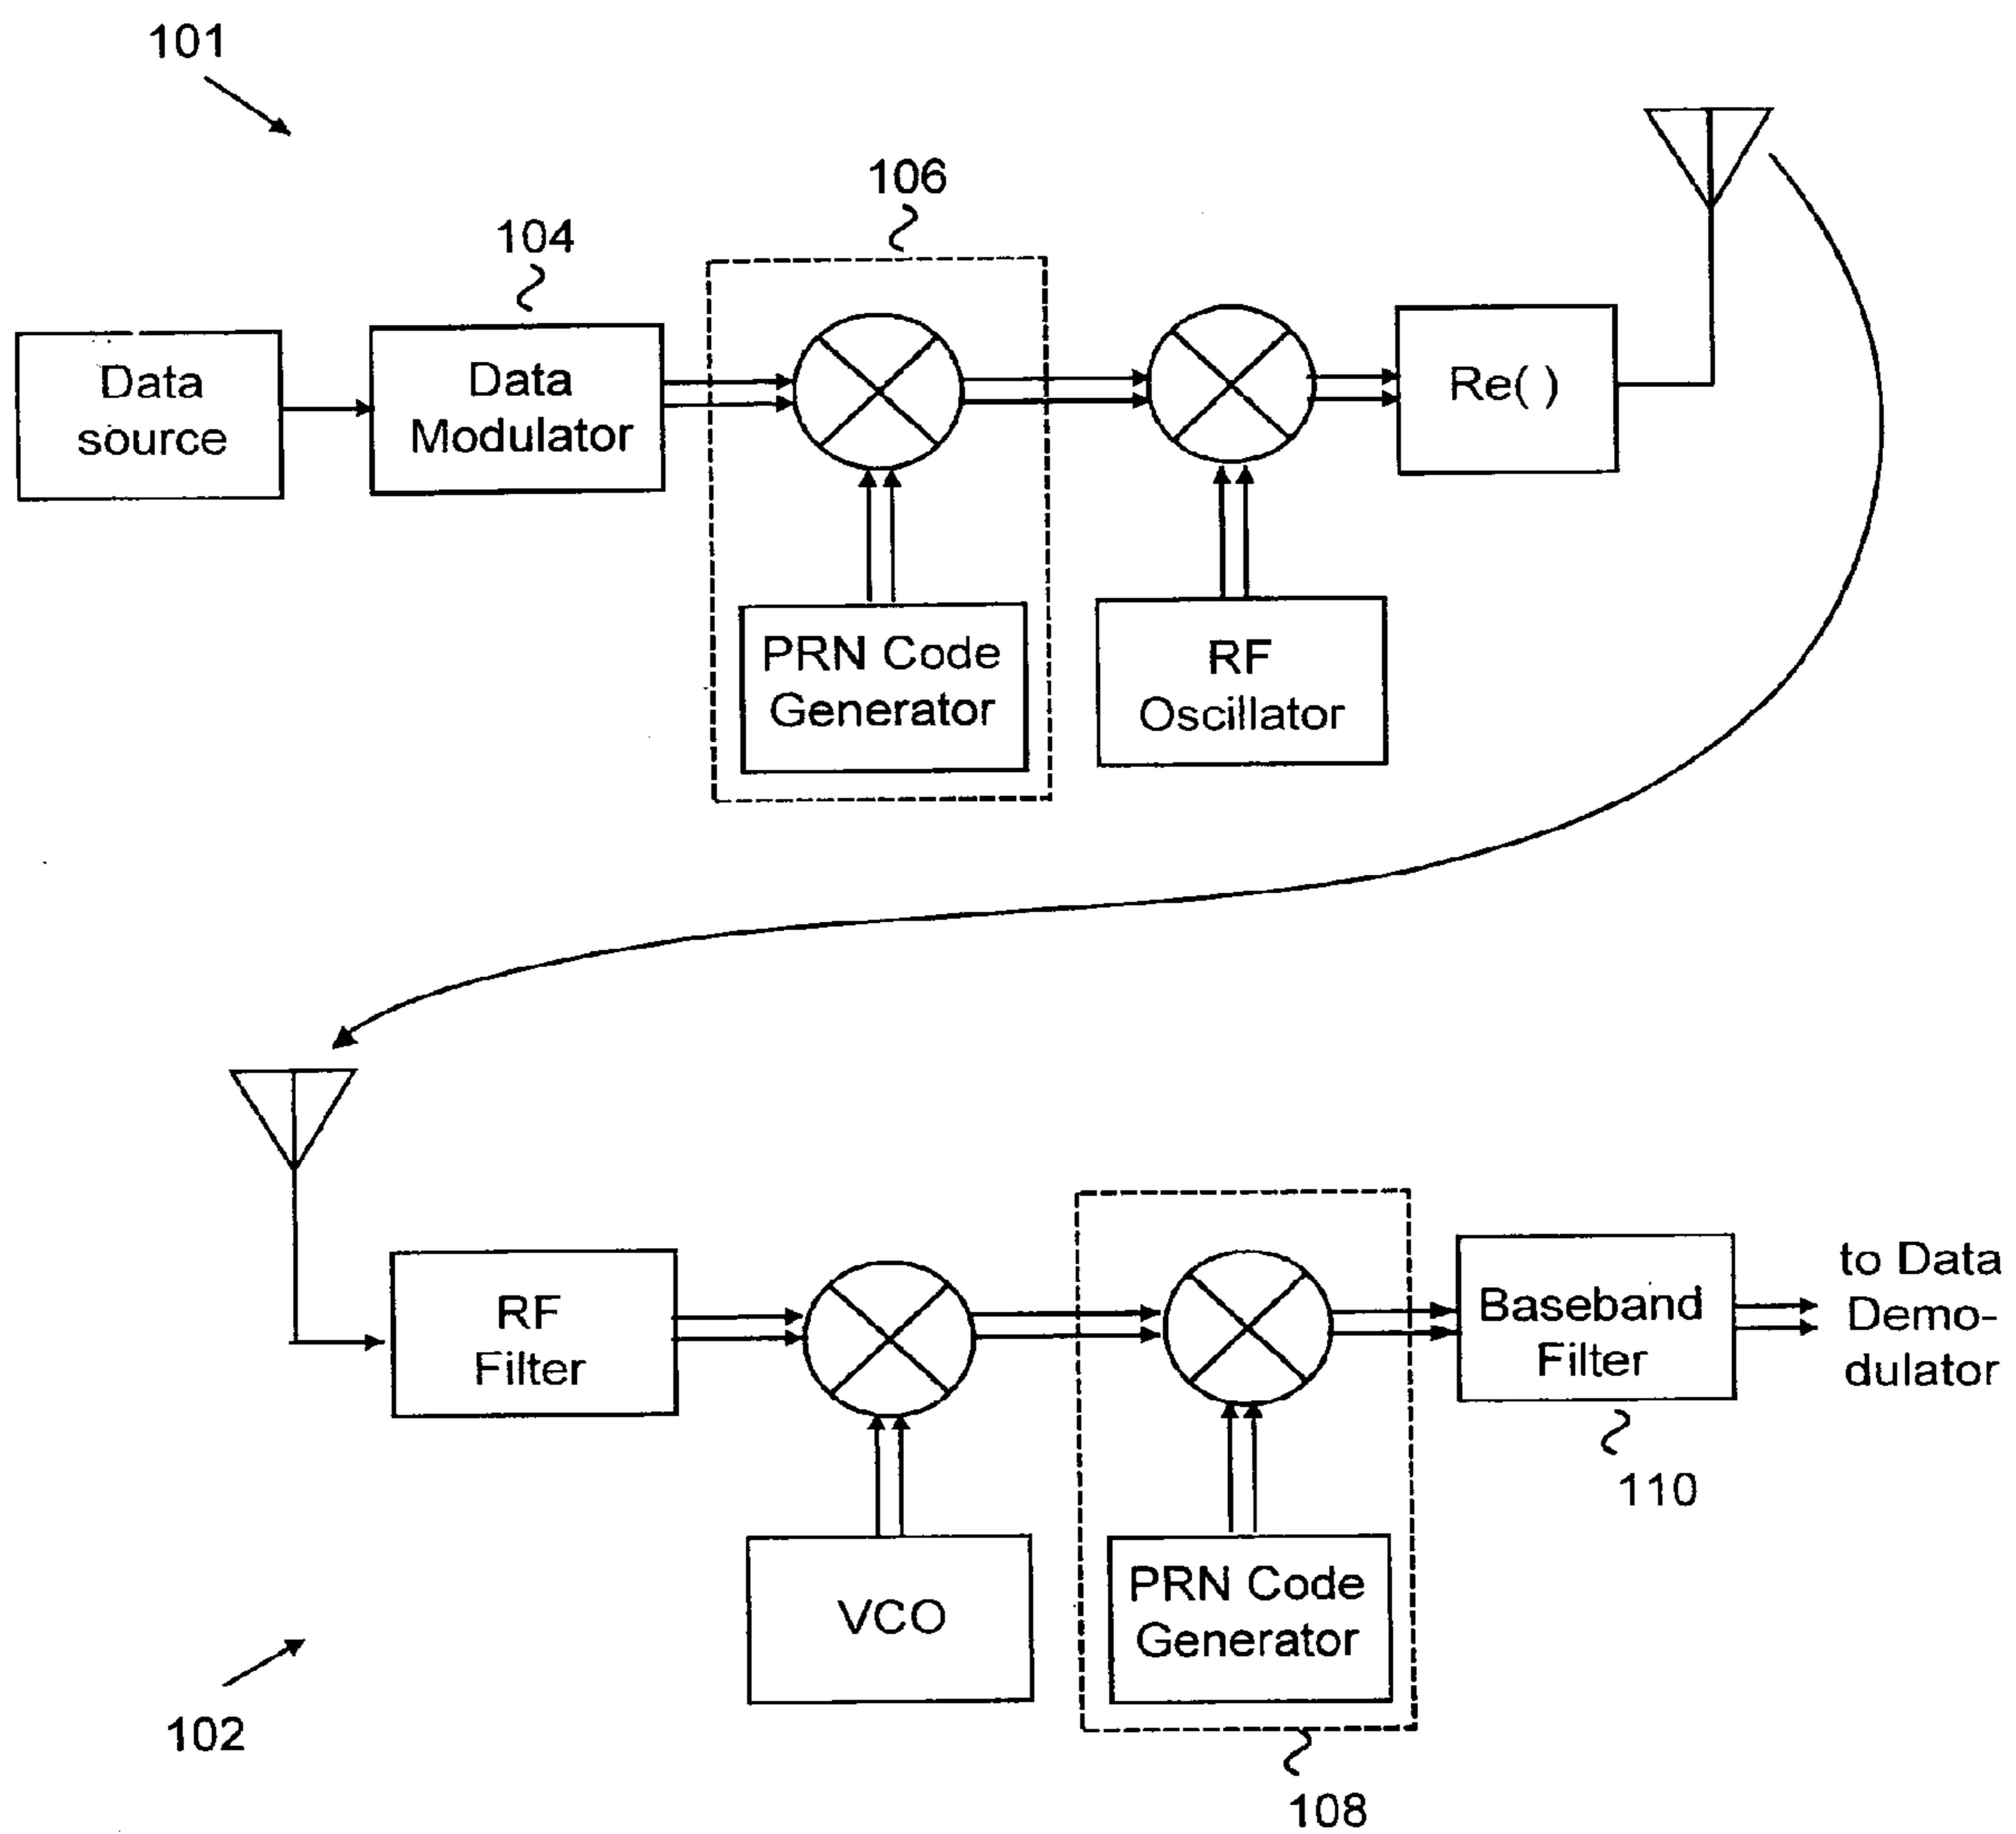 101
106
104
Data
source
Data
Modulator
Re( )
PRN Code
Generator
RF
Oscillator
RF
Filter
Baseband
Filter
to Data
Demo-
dulator
110
VCO
PRN Code
Generator
102
108